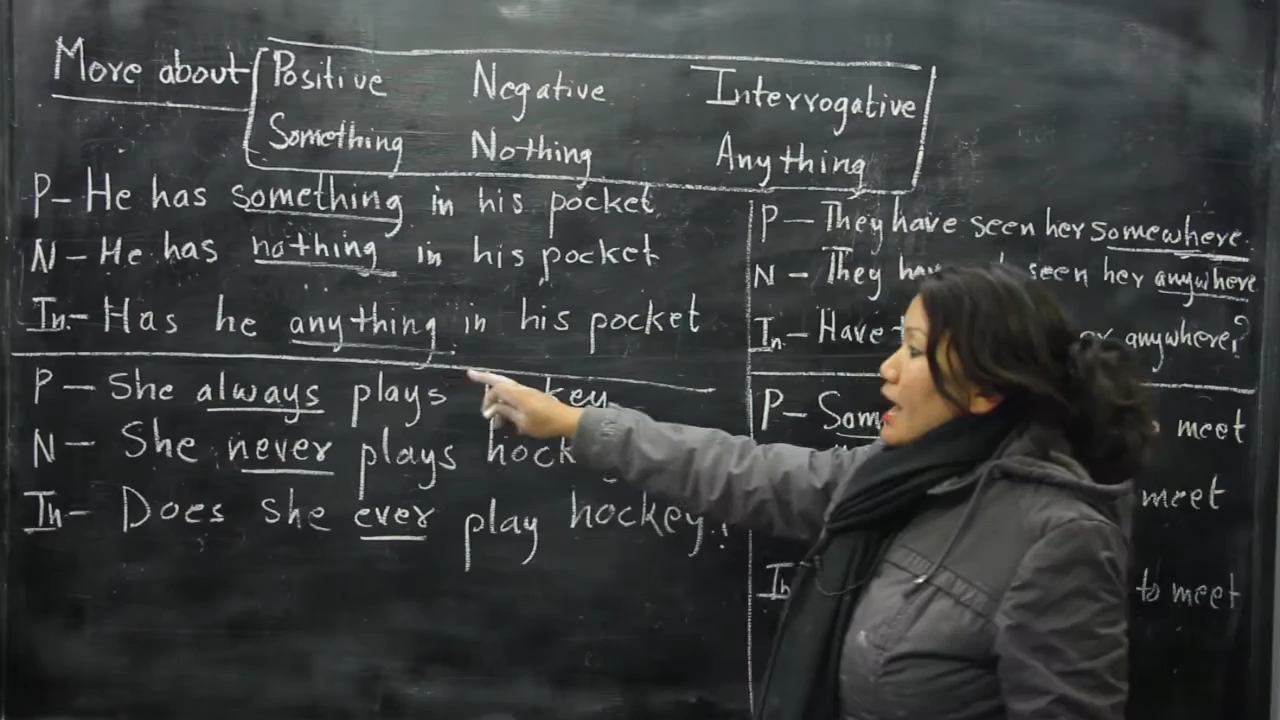 More about Positive Negative Interrogative
Something Nothing Anything
P- He has something in his pocket.
N- He has nothing in his pocket
In.- Has he anything in his pocket
P- She always plays
N- She never plays
In- Does she ever play hockey?
P- They have seen her somewhere.
N- They seen her anywhere
In.- Have anywhere?
P- meet
meet
In to meet